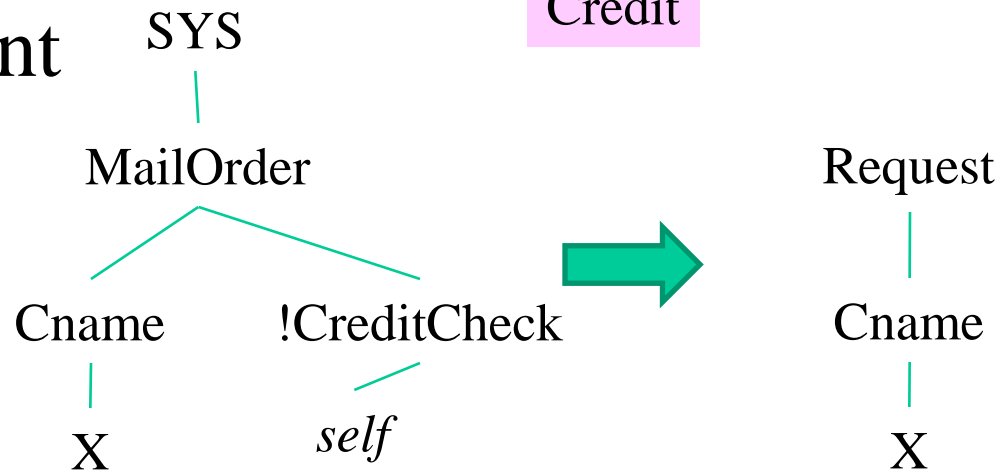 nt
SYS
Credit
MailOrder
Request
Cname
!CreditCheck
Cname
X
self
X